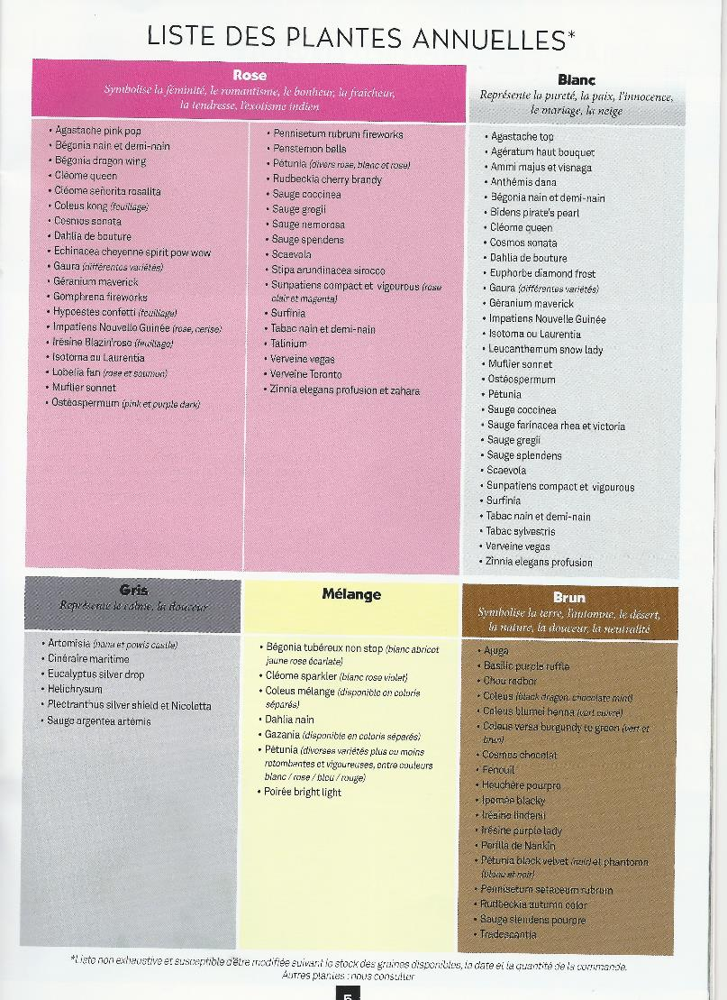 LISTE DES PLANTES ANNUELLES*
Rose
Symbolise la féminité, le romantisme, le bonheur, la fraîcheur,
la tendresse, l'exotisme indien
• Agastache pink pop
• Bégonia nain et demi-nain
• Bégonia dragon wing
• Cléome queen
• Cléome señorita rosalita
• Coleus kong (feuillage)
• Cosmos sonata
• Dahlia de bouture
• Echinacea cheyenne spirit pow wow
• Gaura (différentes variétés)
• Géranium maverick
• Gomphrena fireworks
• Hypoestes confetti (feuillage)
• Impatiens Nouvelle Guinée (rose, cerise)
• Irésine Blazin'rose (feuillage)
• Isotoma ou Laurentia
• Lobelia fan (rose et saumon)
• Muflier sonnet
• Ostéospermum (pink et purple dark)
• Pennisetum rubrum fireworks
• Penstemon bells
• Pétunia (divers rose, blanc et rose)
• Rudbeckia cherry brandy
• Sauge coccinea
• Sauge gregii
• Sauge nemorosa
• Sauge spendens
• Scaevola
• Stipa arundinacea sirocco
• Sunpatiens compact et vigourous (rose
clair et magenta)
• Surfinia
• Tabac nain et demi-nain
• Talinium
• Verveine vegas
• Verveine Toronto
• Zinnia elegans profusion et zahara
Blanc
Représente la pureté, la paix, l'innocence,
le mariage, la neige
• Agastache top
• Agératum haut bouquet
• Ammi majus et visnaga
• Anthémis dana
• Bégonia nain et demi-nain
• Bidens pirate's pearl
• Cléome queen
• Cosmos sonata
• Dahlia de bouture
• Euphorbe diamond frost
• Gaura (différentes variétés)
• Géranium maverick
• Impatiens Nouvelle Guinée
• Isotoma ou Laurentia
• Leucanthemum snow lady
• Muflier sonnet
• Ostéospermum
• Pétunia
• Sauge coccinea
• Sauge farinacea rhea et victoria
• Sauge gregii
• Sauge splendens
• Scaevola
• Sunpatiens compact et vigourous
• Surfinia
• Tabac nain et demi-nain
• Tabac sylvestris
• Verveine vegas
• Zinnia elegans profusion
Gris
Représente le calme, la douceur
• Artemisia (nana et powis castle)
• Cinéraire maritime
• Eucalyptus silver drop
• Helichrysum
• Plectranthus silver shield et Nicoletta
• Sauge argentea artemis
Mélange
• Bégonia tubéreux non stop (blanc abricot
jaune rose écarlate)
• Cléome sparkler (blanc rose violet)
• Coleus mélange (disponible en coloris
séparés)
• Dahlia nain
• Gazania (disponible en coloris séparés)
• Pétunia (diverses variétés plus ou moins
retombantes et vigoureuses, entre couleurs
blanc / rose / bleu / rouge)
• Poirée bright light
Brun
Symbolise la terre, l'automne, le désert,
la nature, la douceur, la neutralité
• Ajuga
• Basilic purple ruffle
• Chou redbor
• Coleus (black dragon, chocolate mint)
• Coleus blumei henna (vert cuivré)
• Coleus versa burgundy to green (vert et
brun)
• Cosmos chocolat
• Fenouil
• Heuchère pourpre
• Ipomée blacky
• Irésine lindenii
• Irésine purple lady
• Perilla de Nankin
• Pétunia black velvet (noir) et phantomn
(blanc et noir)
• Pennisetum setaceum rubrum
• Rudbeckia autumn color
• Sauge slendens pourpre
• Tradescantia
*Liste non exhaustive et susceptible d'être modifiée suivant le stock des graines disponibles, la date et la quantité de la commande.
Autres plantes : nous consulter
5